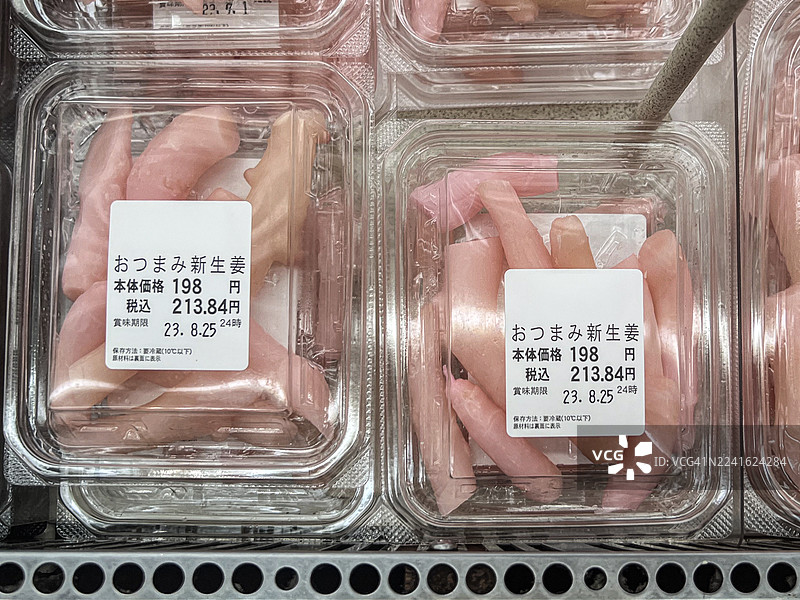 23.7.1
おつまみ新生姜
本体価格 198 円
税込 213.84円
賞味期限 23. 8.25 24時
保存方法:要冷蔵(10℃以下)
原材料は裏面に表示
おつまみ新生姜
本体価格 198 円
税込 213.84円
賞味期限 23. 8.25 24時
保存方法:要冷蔵(10℃以下)
原材料は裏面に表示
VCG ID: VCG41N2241624284